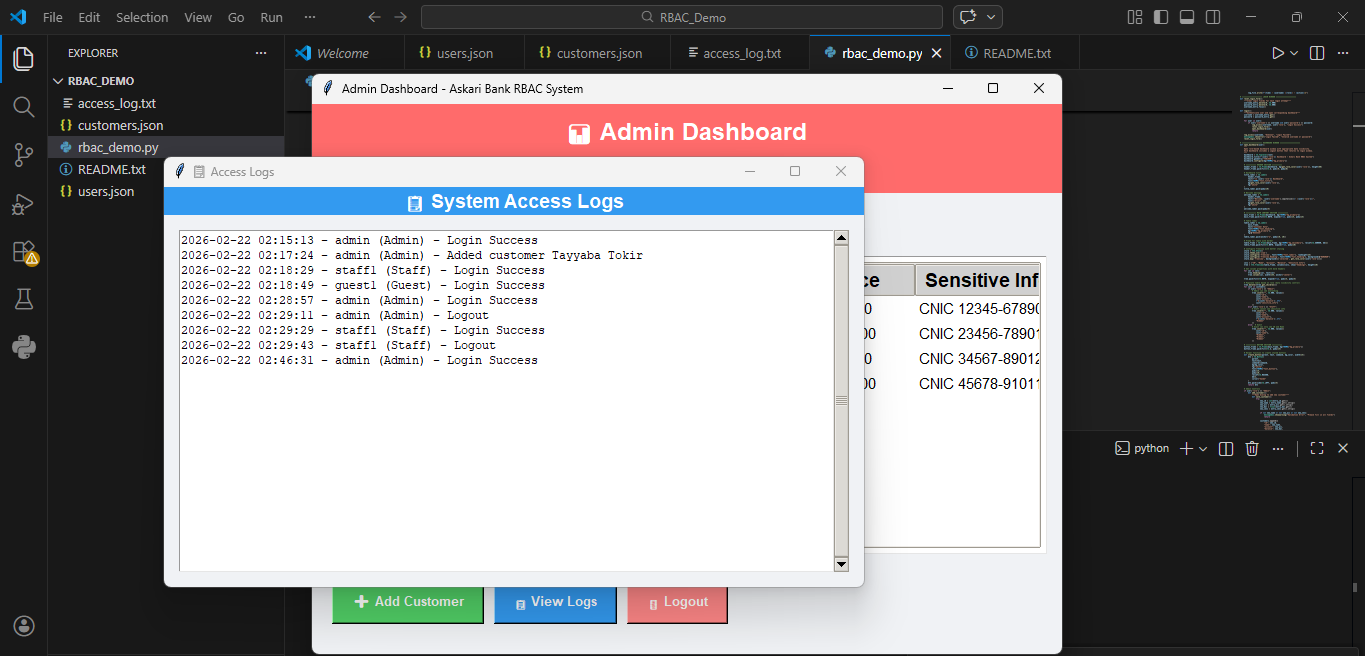 File Edit Selection View Go Run ···
RBAC_Demo
EXPLORER ···
Welcome users.json customers.json access_log.txt rbac_demo.py README.txt ···
RBAC_DEMO
access_log.txt
customers.json
rbac_demo.py
README.txt
users.json
Admin Dashboard - Askari Bank RBAC System
Admin Dashboard
Access Logs
System Access Logs
2026-02-22 02:15:13 - admin (Admin) - Login Success
2026-02-22 02:17:24 - admin (Admin) - Added customer Tayyaba Tokir
2026-02-22 02:18:29 - staff1 (Staff) - Login Success
2026-02-22 02:18:49 - guest1 (Guest) - Login Success
2026-02-22 02:28:57 - admin (Admin) - Login Success
2026-02-22 02:29:11 - admin (Admin) - Logout
2026-02-22 02:29:29 - staff1 (Staff) - Login Success
2026-02-22 02:29:43 - staff1 (Staff) - Logout
2026-02-22 02:46:31 - admin (Admin) - Login Success
ce Sensitive Inf
0 CNIC 12345-67890
00 CNIC 23456-78901
0 CNIC 34567-89012
00 CNIC 45678-91011
Add Customer View Logs Logout
python ···